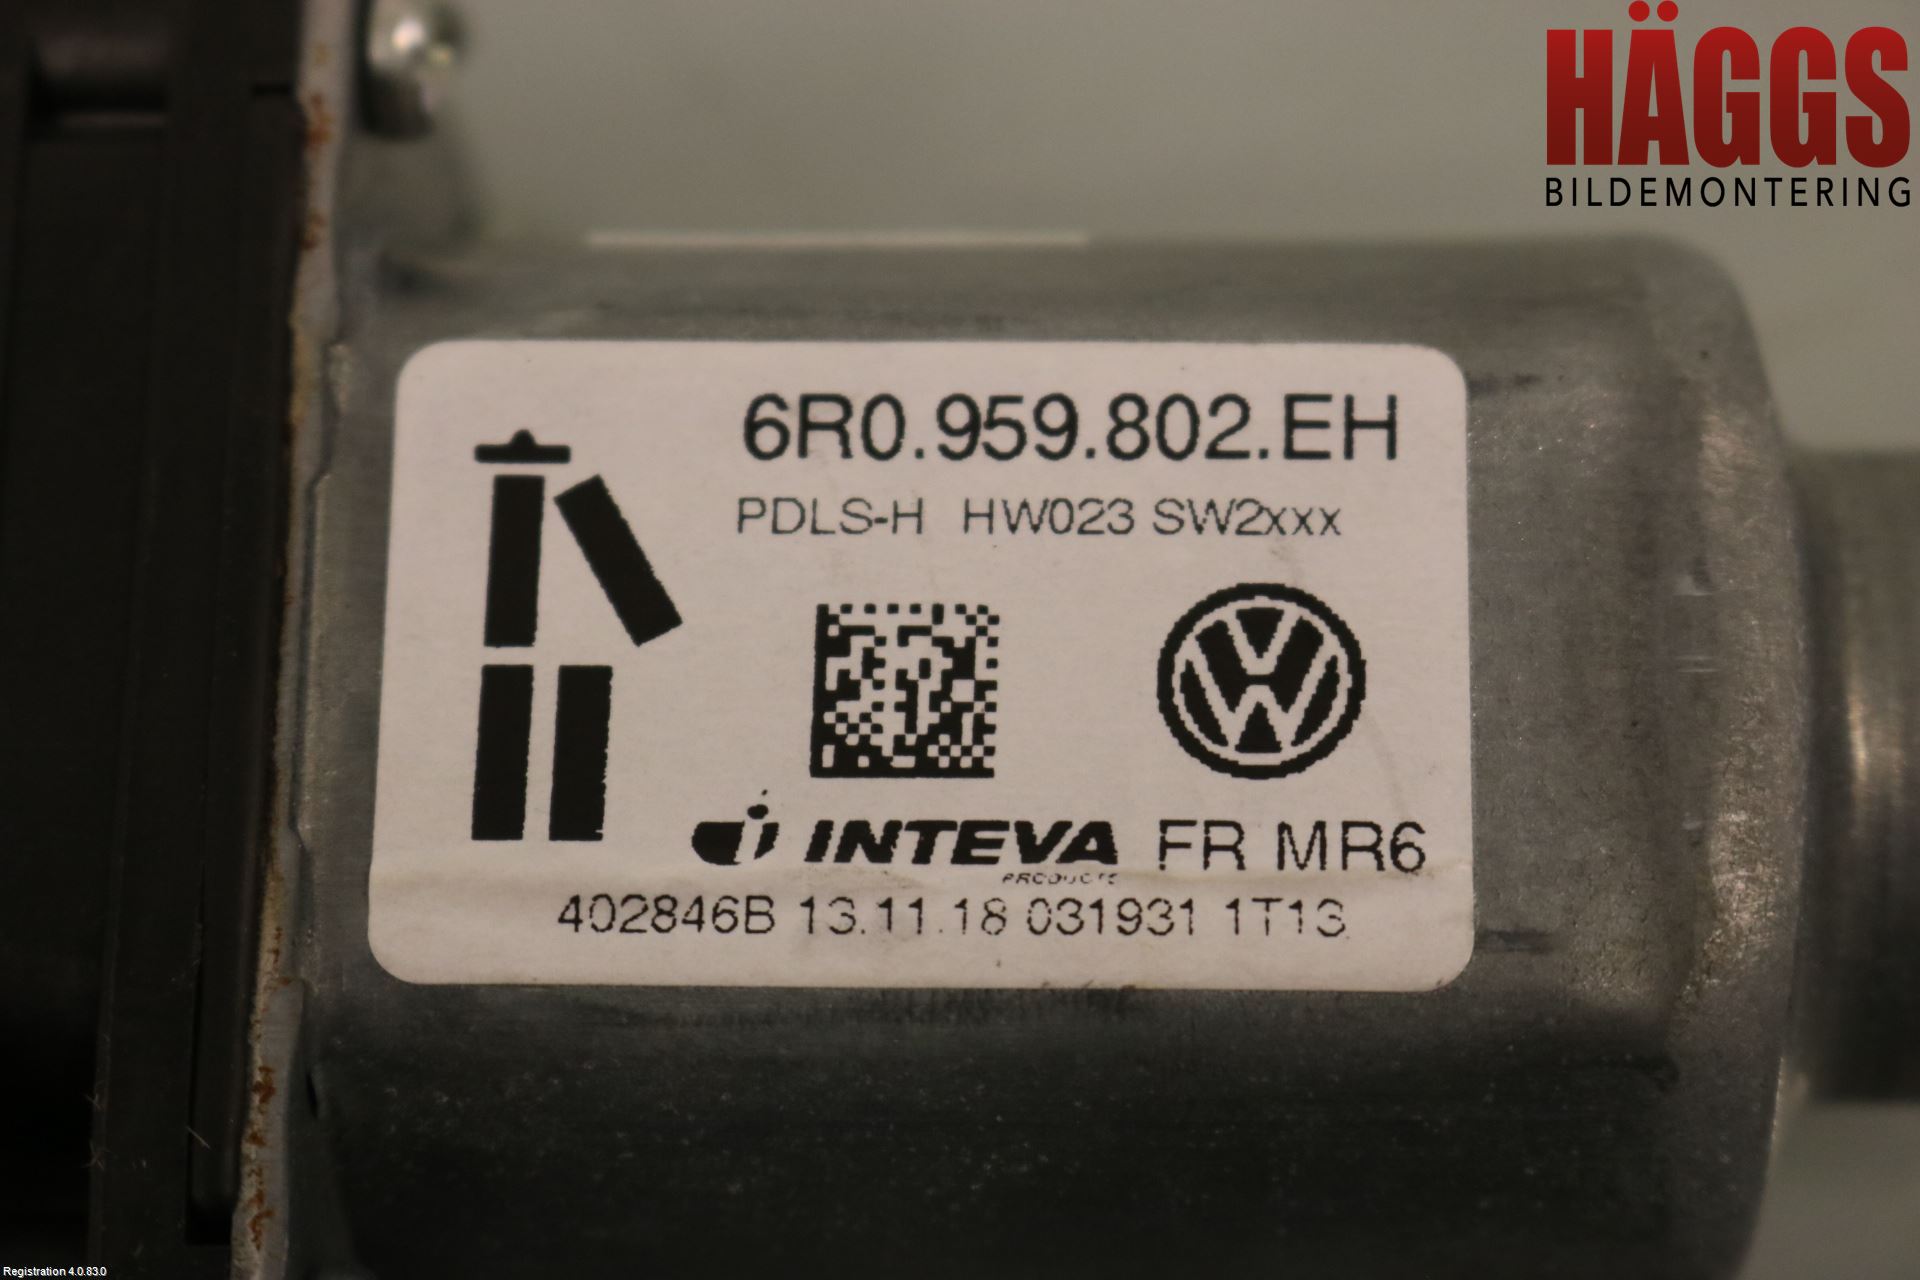 HÄGGS
BILDEMONTERING
6R0.959.802.EH
PDLS-H HW023 SW2xxx
INTEVA FR MR6
PRODUCTS
402846B 13.11.18 031931 1T13
Registration 4.0.83.0